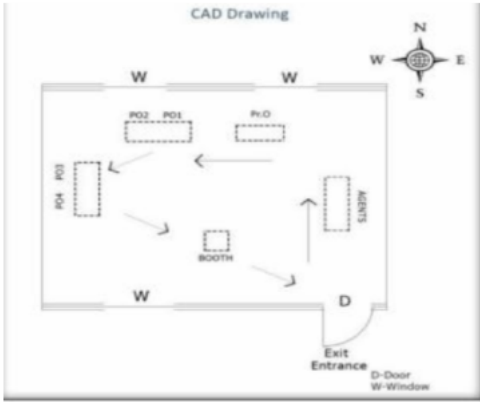 CAD Drawing
N
W E
S
W W
PO2 PO1 Pr.O
PO3
PO4
AGENTS
BOOTH
W D
Exit
Entrance
D-Door
W-Window